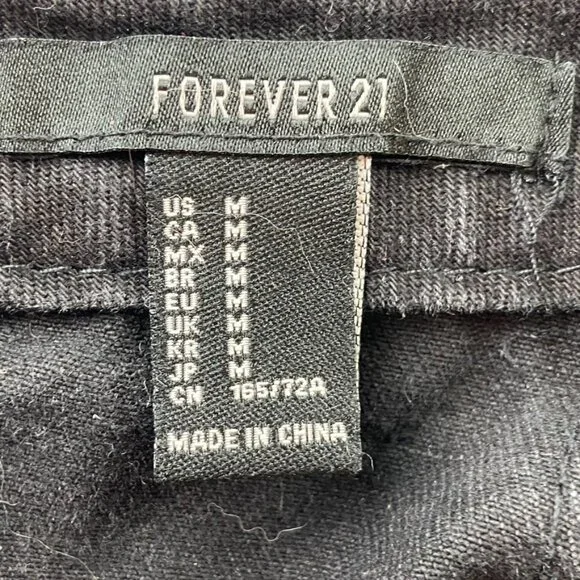 FOREVER 21
US M
CA M
MX M
BR M
EU M
UK M
KR M
JP M
CN 165/72A
MADE IN CHINA